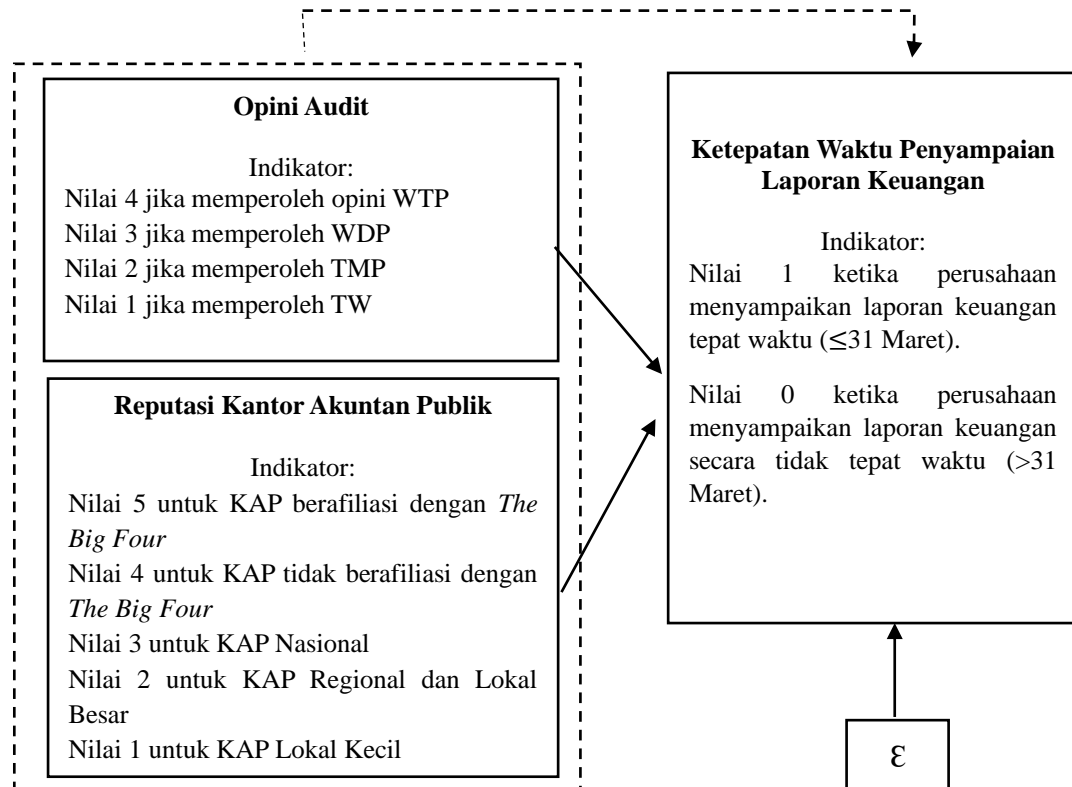 Opini Audit
Indikator:
Nilai 4 jika memperoleh opini WTP
Nilai 3 jika memperoleh WDP
Nilai 2 jika memperoleh TMP
Nilai 1 jika memperoleh TW
Reputasi Kantor Akuntan Publik
Indikator:
Nilai 5 untuk KAP berafiliasi dengan The
Big Four
Nilai 4 untuk KAP tidak berafiliasi dengan
The Big Four
Nilai 3 untuk KAP Nasional
Nilai 2 untuk KAP Regional dan Lokal
Besar
Nilai 1 untuk KAP Lokal Kecil
Ketepatan Waktu Penyampaian
Laporan Keuangan
Indikator:
Nilai 1 ketika perusahaan
menyampaikan laporan keuangan
tepat waktu (≤31 Maret).
Nilai 0 ketika perusahaan
menyampaikan laporan keuangan
secara tidak tepat waktu (>31
Maret).
Ɛ